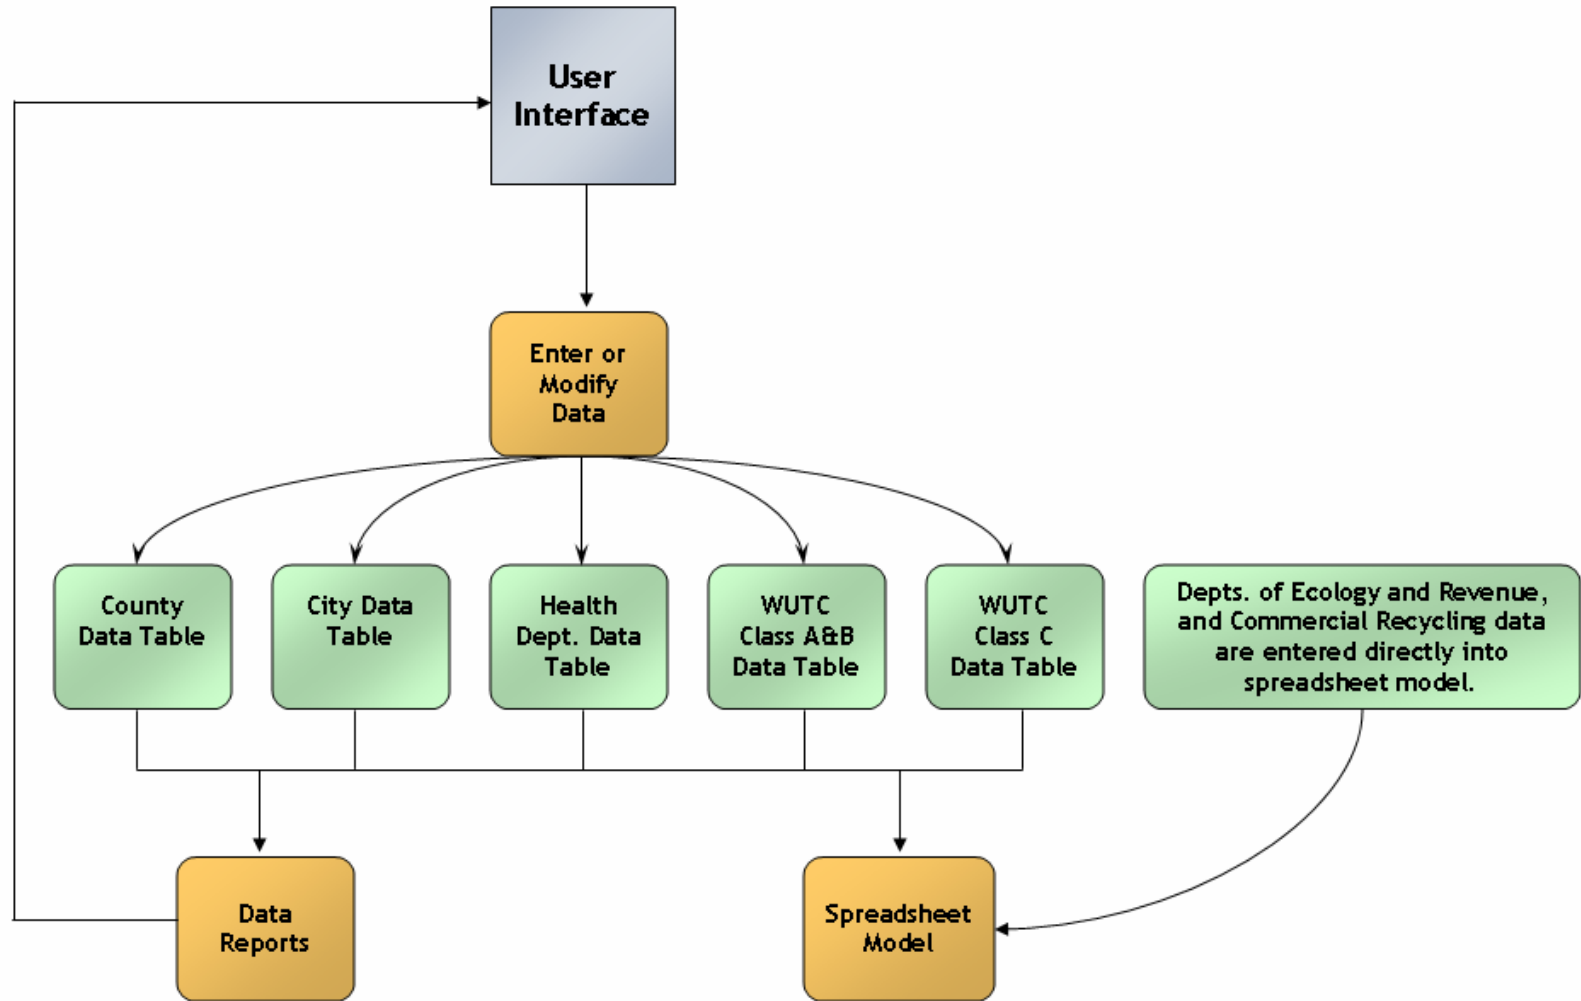 User
Interface
Enter or
Modify
Data
County
Data Table
City Data
Table
Health
Dept. Data
Table
WUTC
Class A&B
Data Table
WUTC
Class C
Data Table
Depts. of Ecology and Revenue,
and Commercial Recycling data
are entered directly into
spreadsheet model.
Data
Reports
Spreadsheet
Model